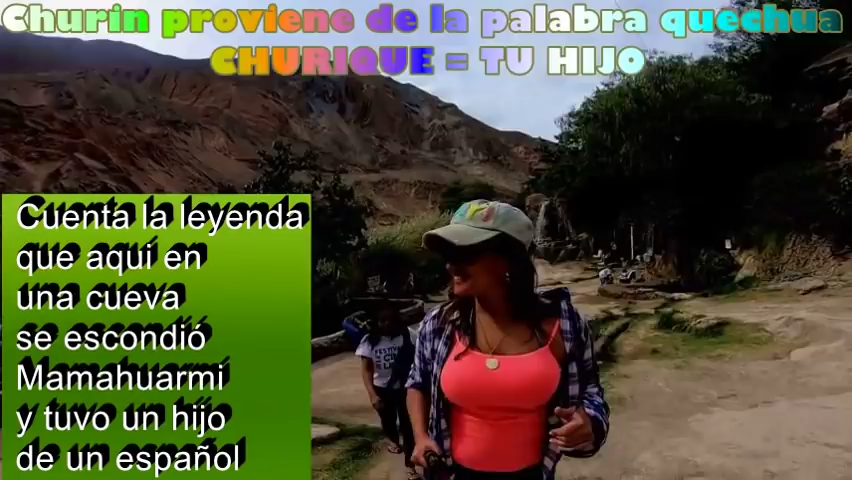 Churin proviene de la palabra quechua
CHURIQUE = TU HIJO
Cuenta la leyenda
que aquí en
una cueva
se escondió
Mamahuarmi
y tuvo un hijo
de un español
FESTIV